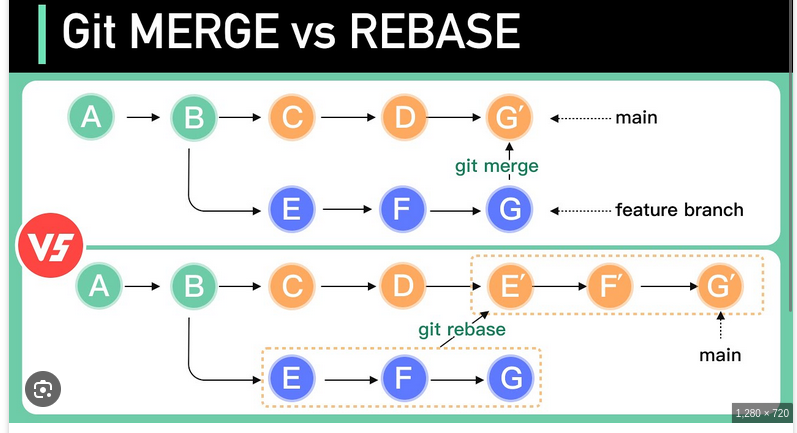 Git MERGE vs REBASE
A B C D G′ main
git merge
E F G feature branch
VS
A B C D E′ F′ G′
git rebase
main
E F G
1,280 × 720